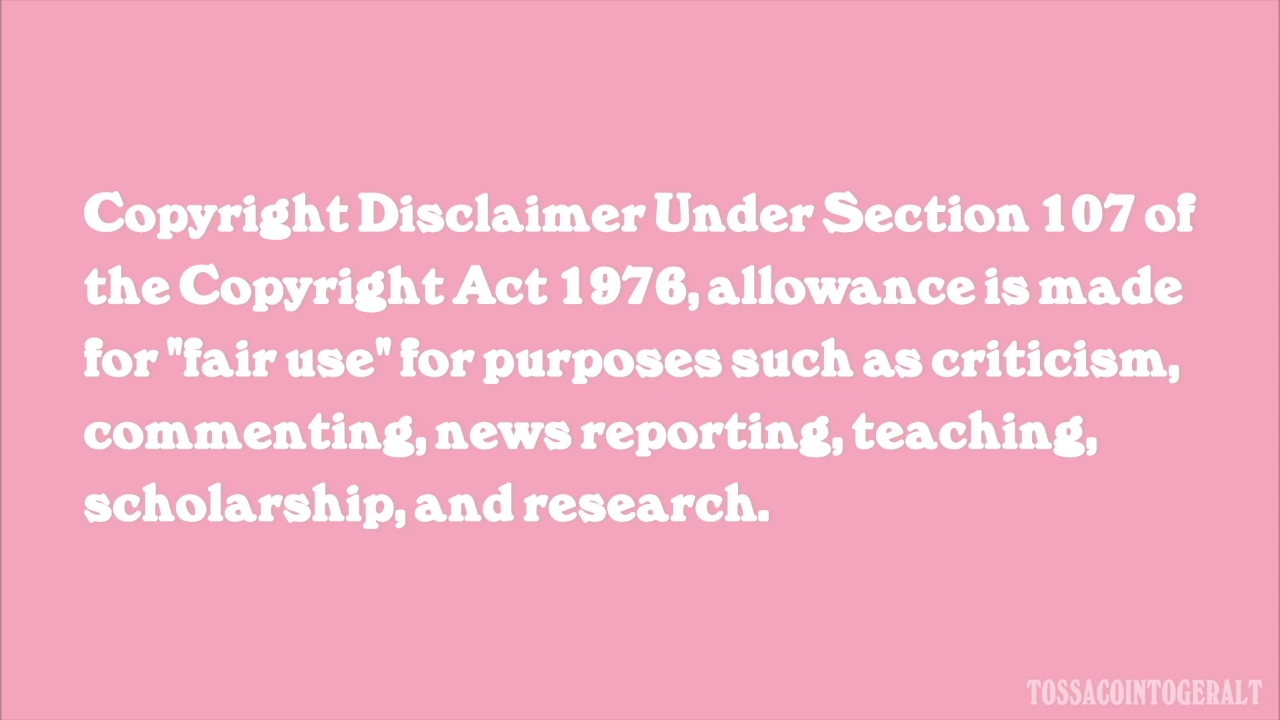 Copyright Disclaimer Under Section 107 of
the Copyright Act 1976, allowance is made
for "fair use" for purposes such as criticism,
commenting, news reporting, teaching,
scholarship, and research.
TOSSACOINTOGERALT